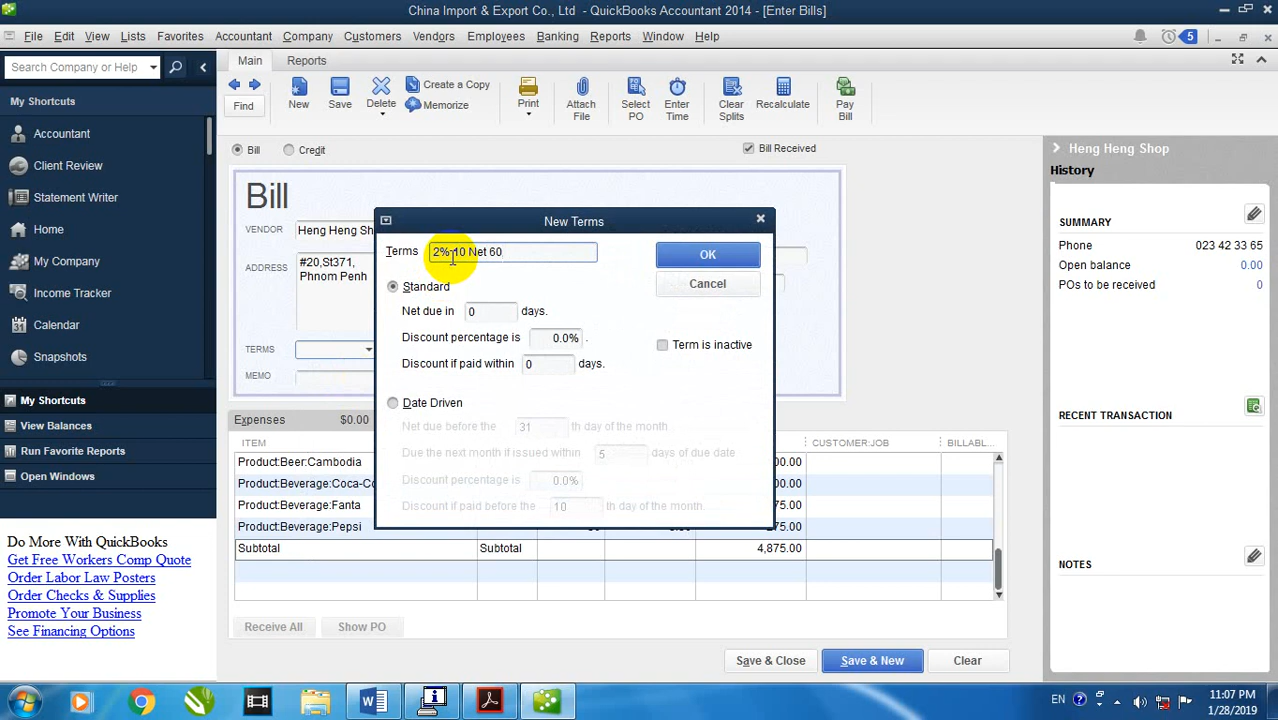 China Import & Export Co., Ltd - QuickBooks Accountant 2014 - [Enter Bills]
File Edit View Lists Favorites Accountant Company Customers Vendors Employees Banking Reports Window Help 5
Search Company or Help Main Reports
My Shortcuts
Find New Save Delete Create a Copy Memorize Print Attach File Select PO Enter Time Clear Splits Recalculate Pay Bill
Accountant
Client Review
Statement Writer
Home
My Company
Income Tracker
Calendar
Snapshots
My Shortcuts
View Balances
Run Favorite Reports
Open Windows
Do More With QuickBooks
Get Free Workers Comp Quote
Order Labor Law Posters
Order Checks & Supplies
Promote Your Business
See Financing Options
Bill Credit Bill Received
Bill
VENDOR Heng Heng Sh
ADDRESS #20,St371,
Phnom Penh
TERMS
MEMO
New Terms
Terms 2% 10 Net 60
OK
Standard Cancel
Net due in 0 days.
Discount percentage is 0.0% .
Term is inactive
Discount if paid within 0 days.
Date Driven
Net due before the 31 th day of the month.
Due the next month if issued within 5 days of due date
Discount percentage is 0.0%
Discount if paid before the 10 th day of the month.
Expenses $0.00
ITEM CUSTOMER:JOB BILLABL...
Product:Beer:Cambodia 00.00
Product:Beverage:Coca-Co 00.00
Product:Beverage:Fanta 75.00
Product:Beverage:Pepsi 275.00
Subtotal Subtotal 4,875.00
Receive All Show PO
Save & Close Save & New Clear
Heng Heng Shop
History
SUMMARY
Phone 023 42 33 65
Open balance 0.00
POs to be received 0
RECENT TRANSACTION
NOTES
EN 11:07 PM
1/28/2019